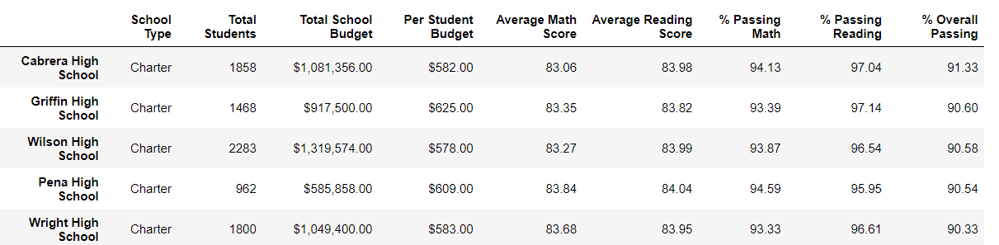 School Type Total Students Total School Budget Per Student Budget Average Math Score Average Reading Score % Passing Math % Passing Reading % Overall Passing
Cabrera High School Charter 1858 $1,081,356.00 $582.00 83.06 83.98 94.13 97.04 91.33
Griffin High School Charter 1468 $917,500.00 $625.00 83.35 83.82 93.39 97.14 90.60
Wilson High School Charter 2283 $1,319,574.00 $578.00 83.27 83.99 93.87 96.54 90.58
Pena High School Charter 962 $585,858.00 $609.00 83.84 84.04 94.59 95.95 90.54
Wright High School Charter 1800 $1,049,400.00 $583.00 83.68 83.95 93.33 96.61 90.33